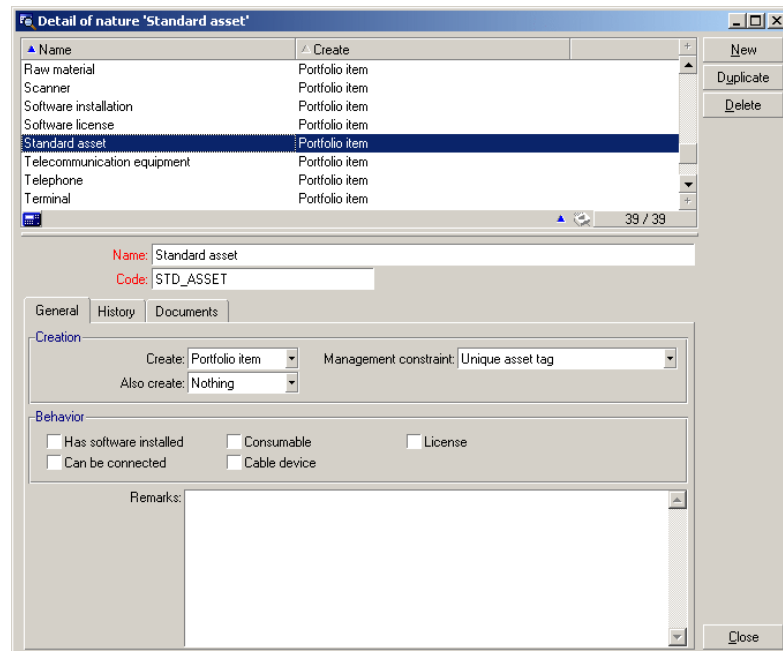 Detail of nature 'Standard asset'
Name Create
New
Raw material Portfolio item
Duplicate
Scanner Portfolio item
Software installation Portfolio item
Delete
Software license Portfolio item
Standard asset Portfolio item
Telecommunication equipment Portfolio item
Telephone Portfolio item
Terminal Portfolio item
39 / 39
Name: Standard asset
Code: STD_ASSET
General History Documents
Creation
Create: Portfolio item Management constraint: Unique asset tag
Also create: Nothing
Behavior
Has software installed Consumable License
Can be connected Cable device
Remarks:
Close